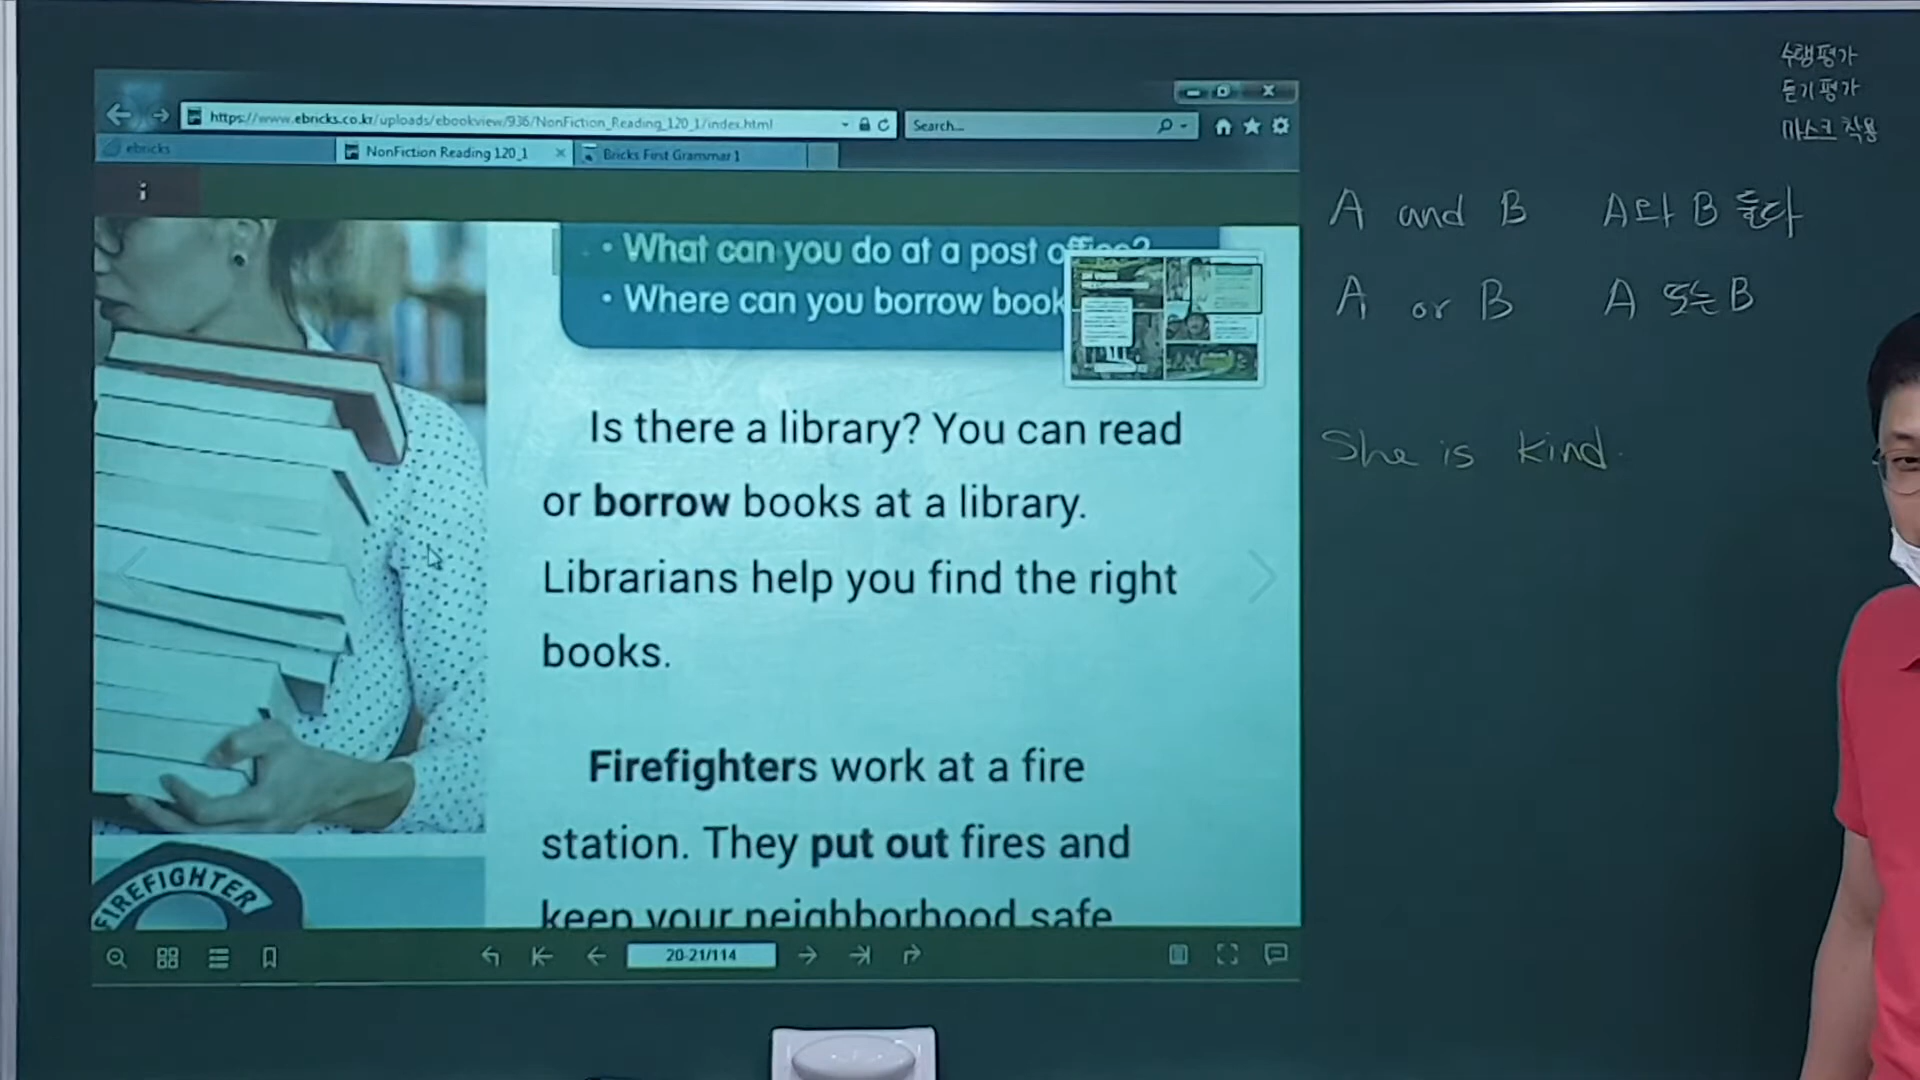 수행평가
듣기평가
마스크 착용
https://www.ebricks.co.kr/uploads/ebookview/936/NonFiction_Reading_120_1/index.html
Search...
ebricks
NonFiction Reading 120_1
Bricks First Grammar 1
i
• What can you do at a post office?
• Where can you borrow book
Is there a library? You can read
or borrow books at a library.
Librarians help you find the right
books.
Firefighters work at a fire
station. They put out fires and
keep your neighborhood safe
FIREFIGHTER
20-21/114
A and B A와 B 둘다
A or B A 또는 B
She is kind.